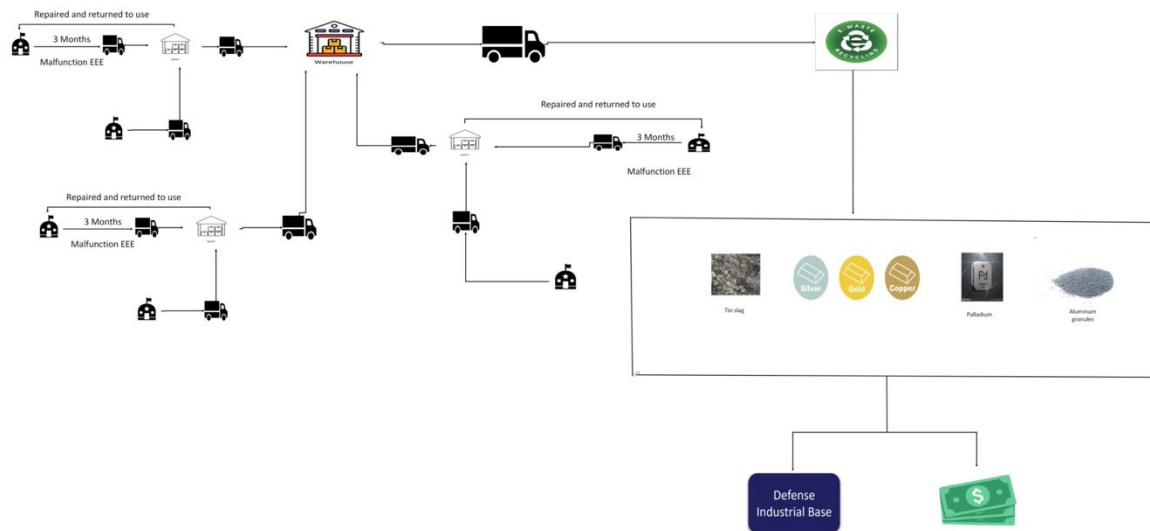 Repaired and returned to use
3 Months
Malfunction EEE
Warehouse
E WASTE
RECYCLING
Repaired and returned to use
3 Months
Malfunction EEE
Repaired and returned to use
3 Months
Malfunction EEE
Silver
Gold
Copper
Pd
Tin slag
Palladium
Aluminum
granules
Defense
Industrial Base
$